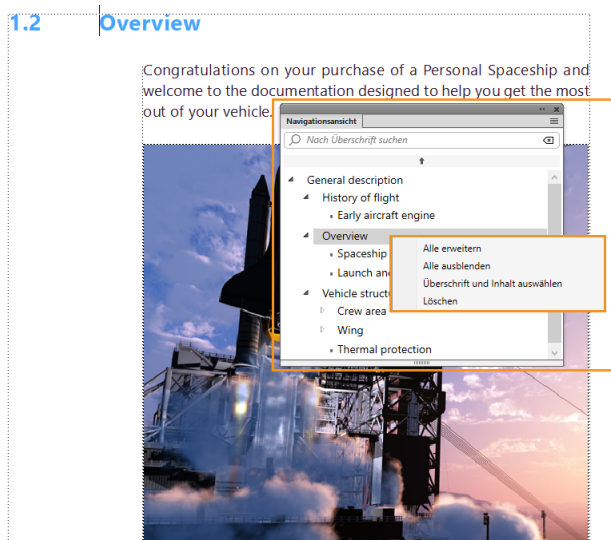 1.2 Overview
Congratulations on your purchase of a Personal Spaceship and
welcome to the documentation designed to help you get the most
out of your vehicle.
Navigationsansicht
Nach Überschrift suchen
General description
History of flight
Early aircraft engine
Overview
Spaceship
Launch an
Vehicle struct
Crew area
Wing
Thermal protection
Alle erweitern
Alle ausblenden
Überschrift und Inhalt auswählen
Löschen